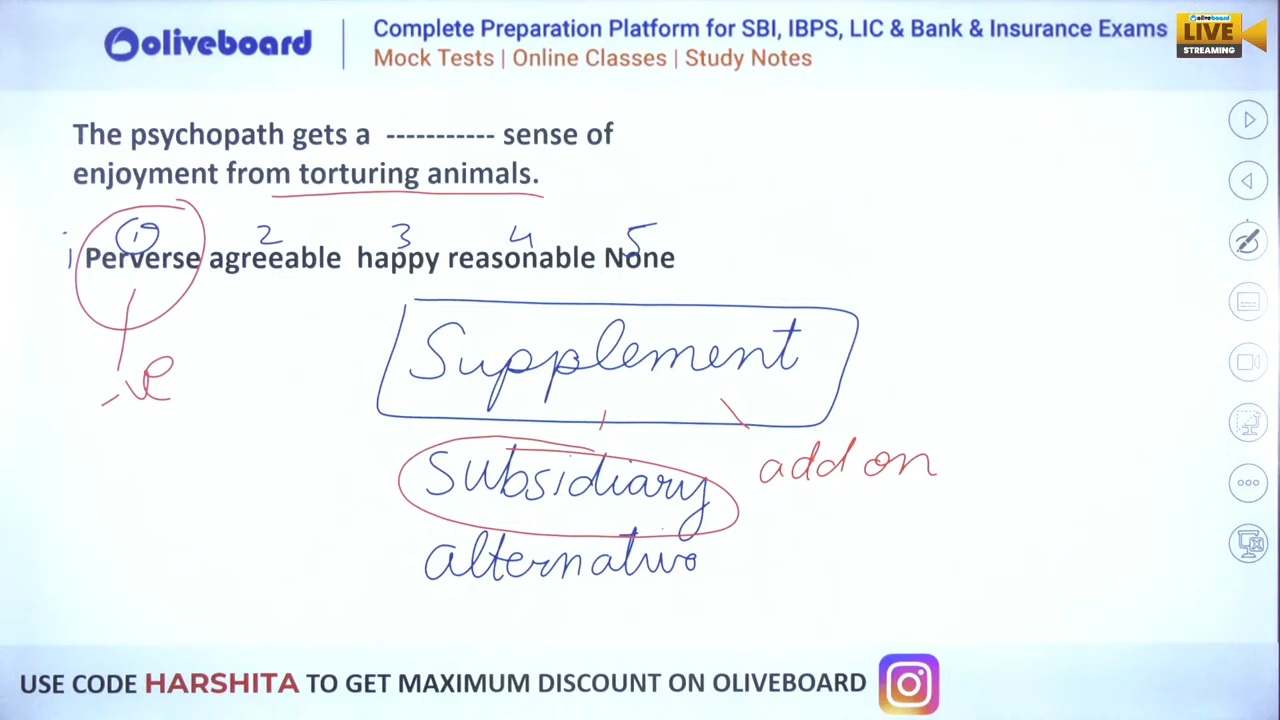 oliveboard
Complete Preparation Platform for SBI, IBPS, LIC & Bank & Insurance Exams
Mock Tests | Online Classes | Study Notes
oliveboard
LIVE
STREAMING
The psychopath gets a ----------- sense of
enjoyment from torturing animals.
1 2 3 4 5
Perverse agreeable happy reasonable None
-ve
Supplement
Subsidiary
add on
alternative
USE CODE HARSHITA TO GET MAXIMUM DISCOUNT ON OLIVEBOARD